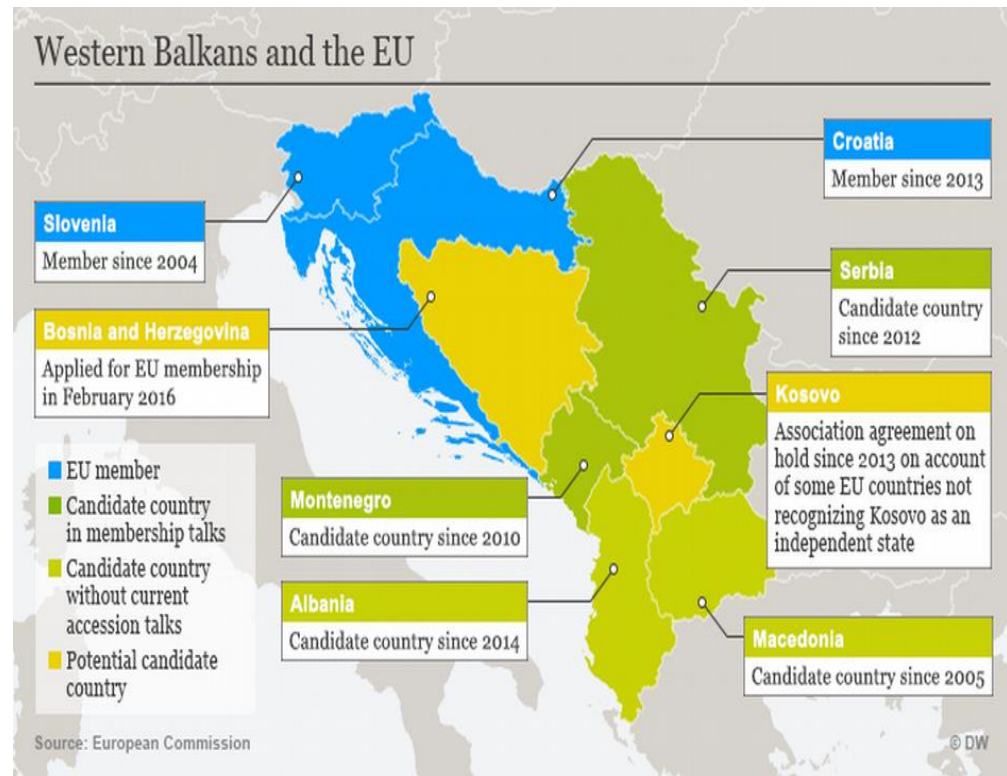 Western Balkans and the EU
Croatia
Member since 2013
Slovenia
Member since 2004
Serbia
Candidate country
since 2012
Bosnia and Herzegovina
Applied for EU membership
in February 2016
Kosovo
Association agreement on
hold since 2013 on account
of some EU countries not
recognizing Kosovo as an
independent state
EU member
Candidate country
in membership talks
Candidate country
without current
accession talks
Potential candidate
country
Montenegro
Candidate country since 2010
Albania
Candidate country since 2014
Macedonia
Candidate country since 2005
Source: European Commission
© DW